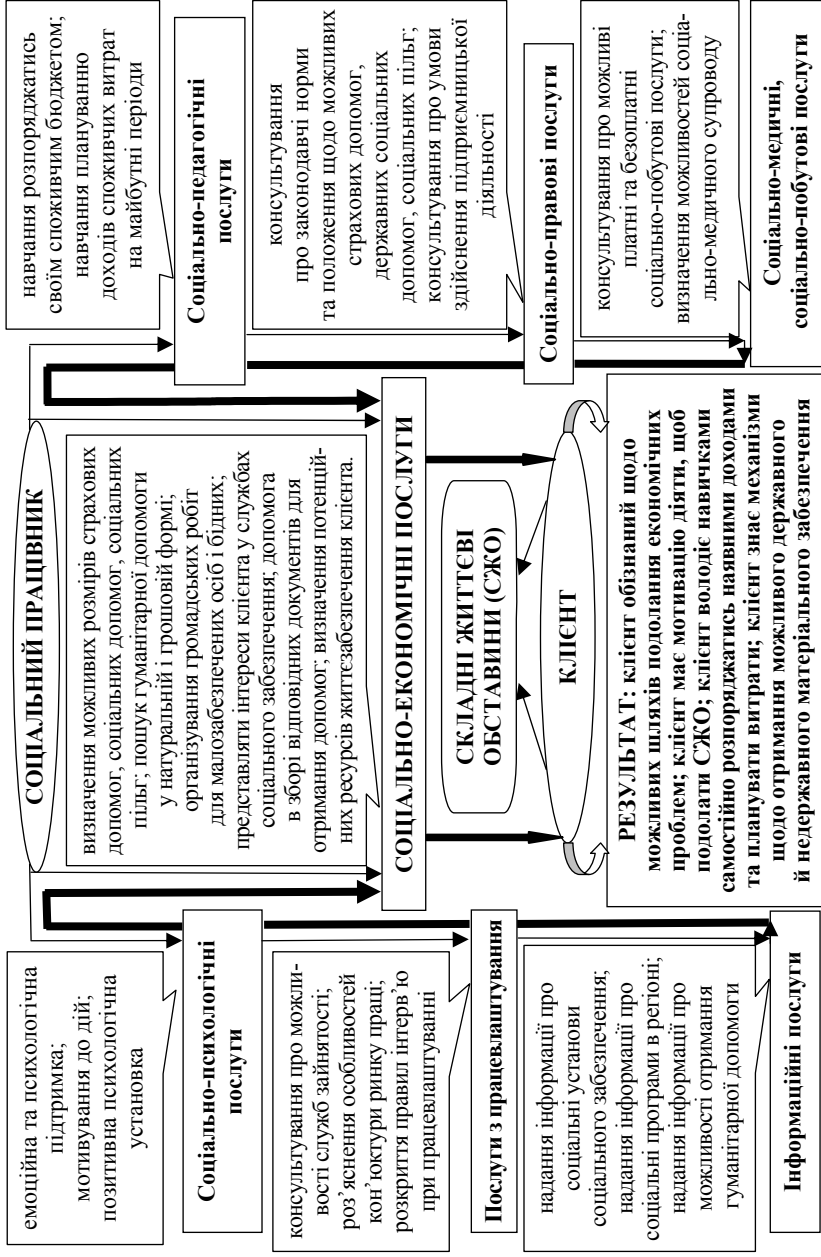 СОЦІАЛЬНИЙ ПРАЦІВНИК
емоційна та психологічна
підтримка;
мотивування до дій;
позитивна психологічна
установка
Соціально-психологічні
послуги
консультування про можли-
вості служб зайнятості;
роз’яснення особливостей
кон’юктури ринку праці;
розкриття правил інтерв’ю
при працевлаштуванні
Послуги з працевлаштування
надання інформації про
соціальні установи
соціального забезпечення;
надання інформації про
соціальні програми в регіоні;
надання інформації про
можливості отримання
гуманітарної допомоги
Інформаційні послуги
визначення можливих розмірів страхових
допомог, соціальних допомог, соціальних
пільг; пошук гуманітарної допомоги
у натуральній і грошовій формі;
організування громадських робіт
для малозабезпечених осіб і бідних;
представляти інтереси клієнта у службах
соціального забезпечення; допомога
в зборі відповідних документів для
отримання допомог; визначення потенцій-
них ресурсів життєзабезпечення клієнта.
СОЦІАЛЬНО-ЕКОНОМІЧНІ ПОСЛУГИ
СКЛАДНІ ЖИТТЄВІ
ОБСТАВИНИ (СЖО)
КЛІЄНТ
РЕЗУЛЬТАТ: клієнт обізнаний щодо
можливих шляхів подолання економічних
проблем; клієнт має мотивацію діяти, щоб
подолати СЖО; клієнт володіє навичками
самостійно розпоряджатись наявними доходами
та планувати витрати; клієнт знає механізми
щодо отримання можливого державного
й недержавного матеріального забезпечення
навчання розпоряджатись
своїм споживчим бюджетом;
навчання плануванню
доходів споживчих витрат
на майбутні періоди
Соціально-педагогічні
послуги
консультування
про законодавчі норми
та положення щодо можливих
страхових допомог,
державних соціальних
допомог, соціальних пільг;
консультування про умови
здійснення підприємницької
діяльності
Соціально-правові послуги
консультування про можливі
платні та безоплатні
соціально-побутові послуги;
визначення можливостей соціа-
льно-медичного супроводу
Соціально-медичні,
соціально-побутові послуги